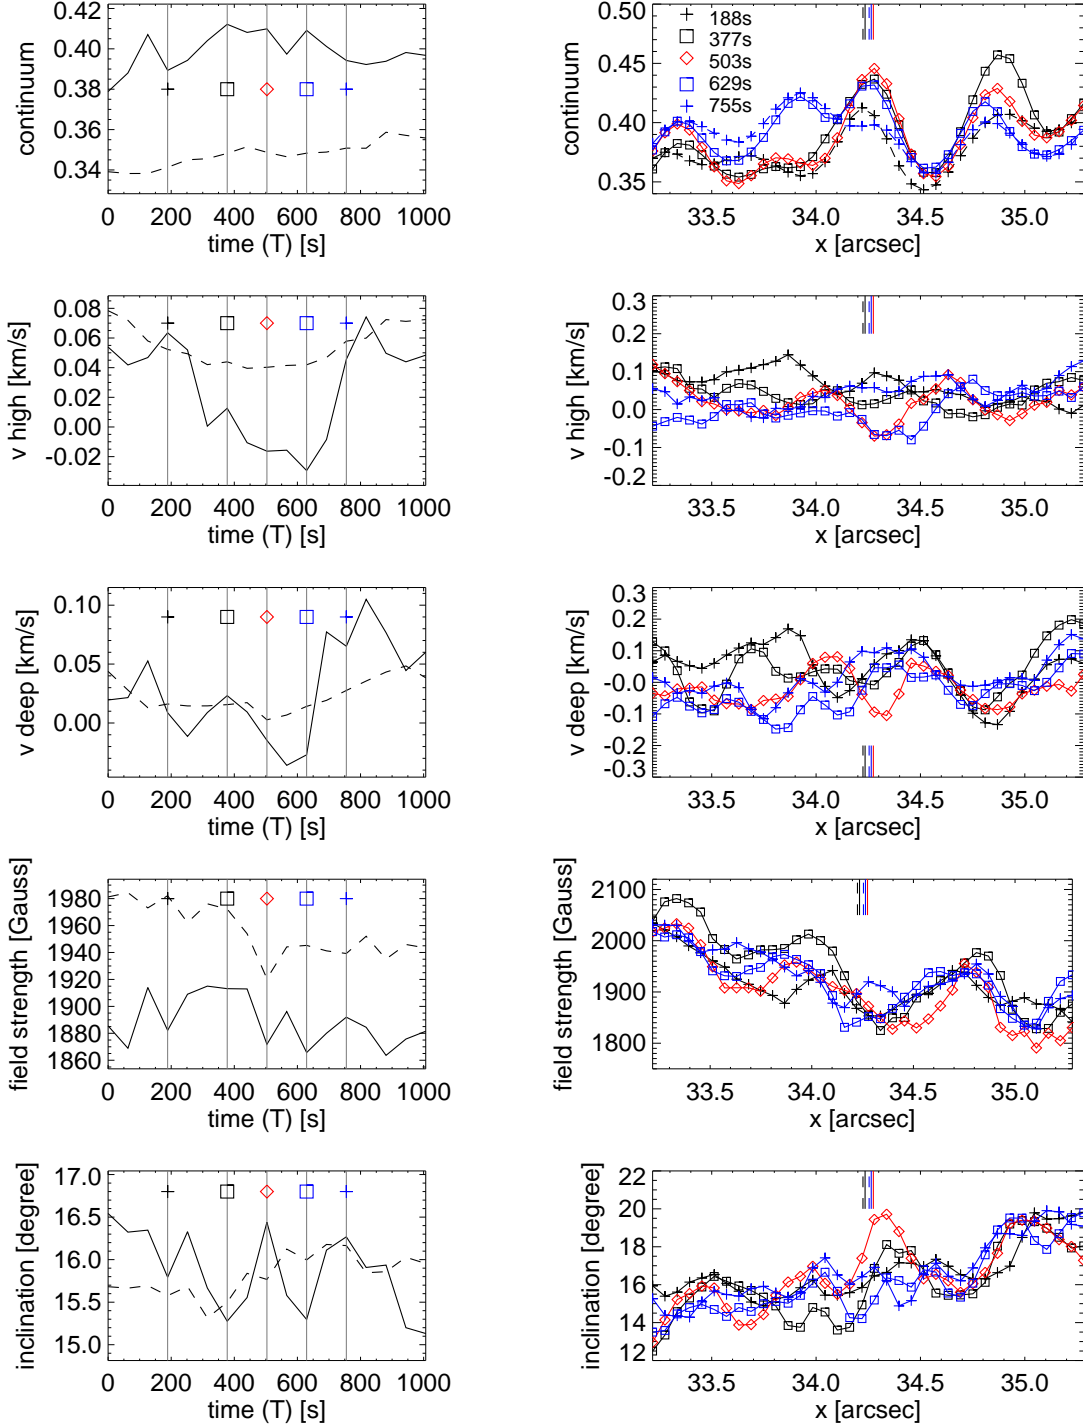 continuum
0.42
0.40
0.38
0.36
0.34
0 200 400 600 800 1000
time (T) [s]
continuum
0.50
0.45
0.40
0.35
188s
377s
503s
629s
755s
33.5 34.0 34.5 35.0
x [arcsec]
v high [km/s]
0.08
0.06
0.04
0.02
0.00
-0.02
0 200 400 600 800 1000
time (T) [s]
v high [km/s]
0.3
0.2
0.1
0.0
-0.1
-0.2
33.5 34.0 34.5 35.0
x [arcsec]
v deep [km/s]
0.10
0.05
0.00
0 200 400 600 800 1000
time (T) [s]
v deep [km/s]
0.3
0.2
0.1
-0.0
-0.1
-0.2
-0.3
33.5 34.0 34.5 35.0
x [arcsec]
field strength [Gauss]
1980
1960
1940
1920
1900
1880
1860
0 200 400 600 800 1000
time (T) [s]
field strength [Gauss]
2100
2000
1900
1800
33.5 34.0 34.5 35.0
x [arcsec]
inclination [degree]
17.0
16.5
16.0
15.5
15.0
0 200 400 600 800 1000
time (T) [s]
inclination [degree]
22
20
18
16
14
12
33.5 34.0 34.5 35.0
x [arcsec]